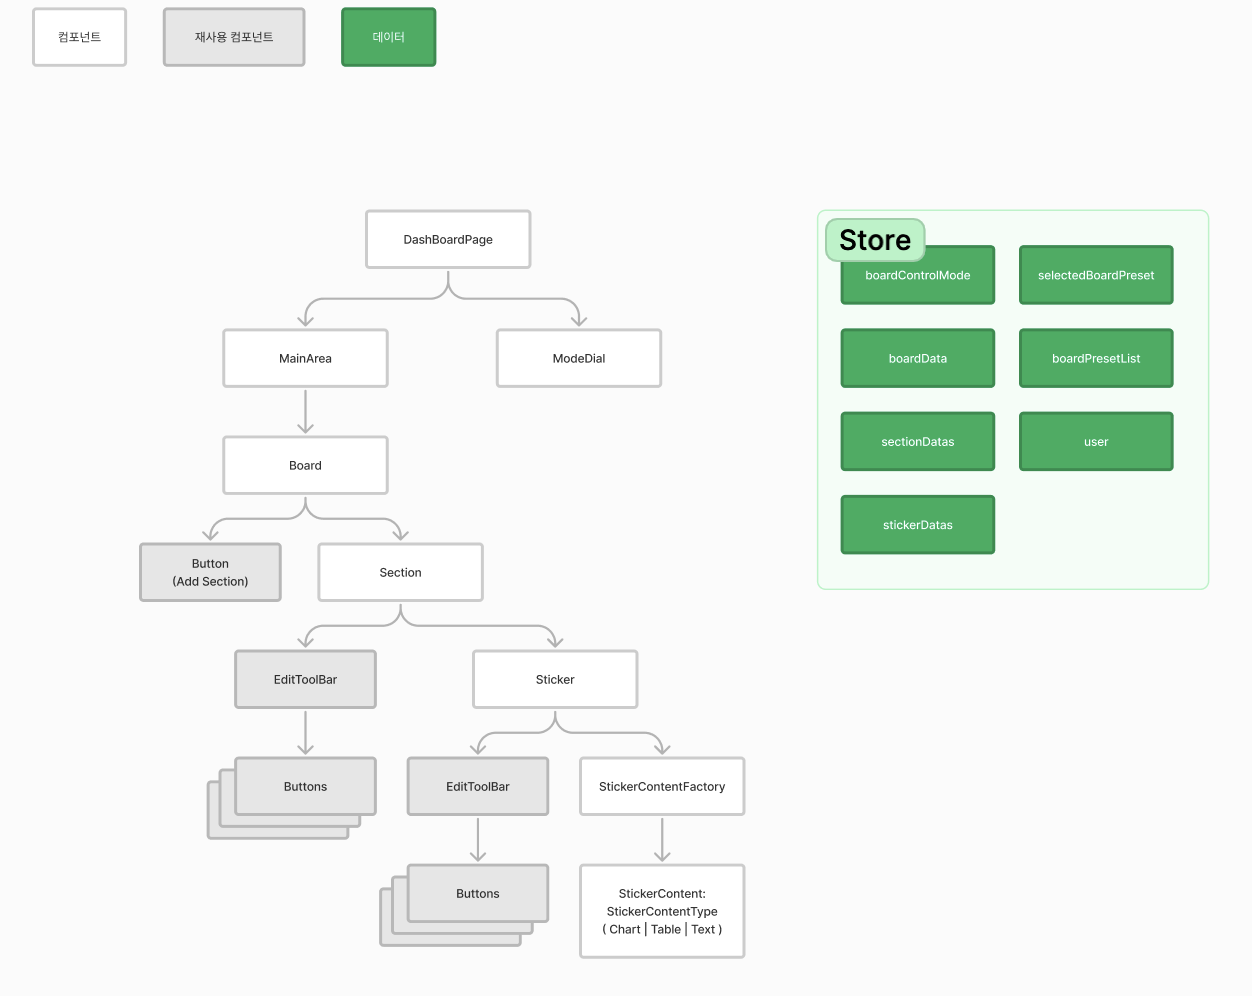 컴포넌트
재사용 컴포넌트
데이터
DashBoardPage
MainArea
ModeDial
Board
Button
(Add Section)
Section
EditToolBar
Sticker
Buttons
EditToolBar
StickerContentFactory
Buttons
StickerContent:
StickerContentType
( Chart | Table | Text )
Store
boardControlMode
selectedBoardPreset
boardData
boardPresetList
sectionDatas
user
stickerDatas